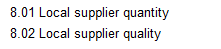 8.01 Local supplier quantity
8.02 Local supplier quality